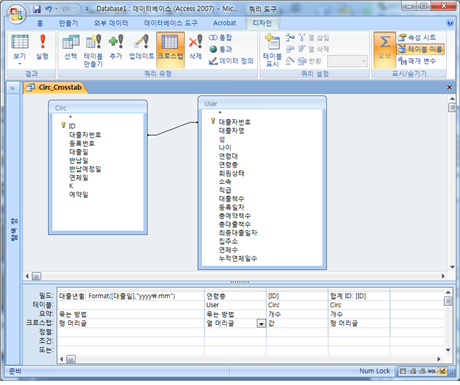 Database1 : 데이터베이스 (Access 2007) - Mic... 쿼리 도구
홈 만들기 외부 데이터 데이터베이스 도구 Acrobat 디자인
보기 실행 선택 테이블 만들기 추가 업데이트 크로스탭 삭제
통합
통과
데이터 정의
테이블 표시
열 삽입
열 삭제
반환:
요약
속성 시트
테이블 이름
매개 변수
결과 쿼리 유형 쿼리 설정 표시/숨기기
Circ_Crosstab
탐색 창
Circ
*
ID
대출자번호
등록번호
대출일
반납일
반납예정일
연체일
K
예약일
User
*
대출자번호
대출자명
성
나이
연령대
연령층
회원상태
소속
직급
대출책수
등록일자
총예약책수
총대출책수
최종대출일자
집주소
연체수
누적연체일수
필드: 대출년월: Format([대출일],"yyyy￦.mm") 연령층 [ID] 합계 ID: [ID]
테이블: User Circ Circ
요약: 묶는 방법 묶는 방법 개수 개수
크로스탭: 행 머리글 열 머리글 값 행 머리글
정렬:
조건:
또는:
준비 Num Lock SQL